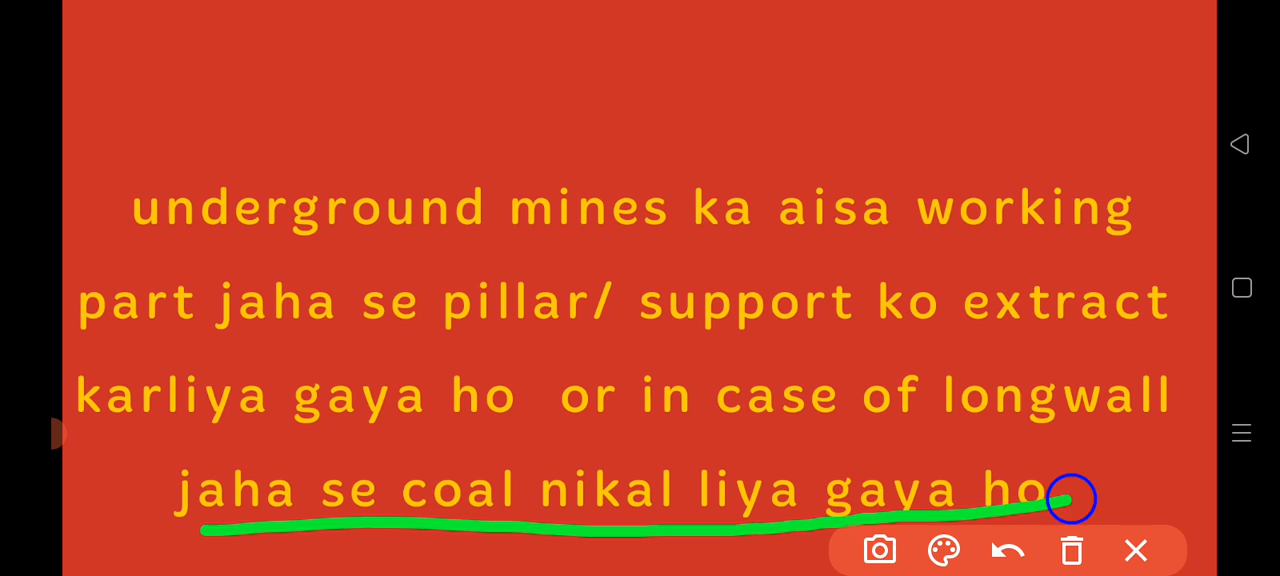 underground mines ka aisa working
part jaha se pillar/ support ko extract
karliya gaya ho or in case of longwall
jaha se coal nikal liya gaya ho